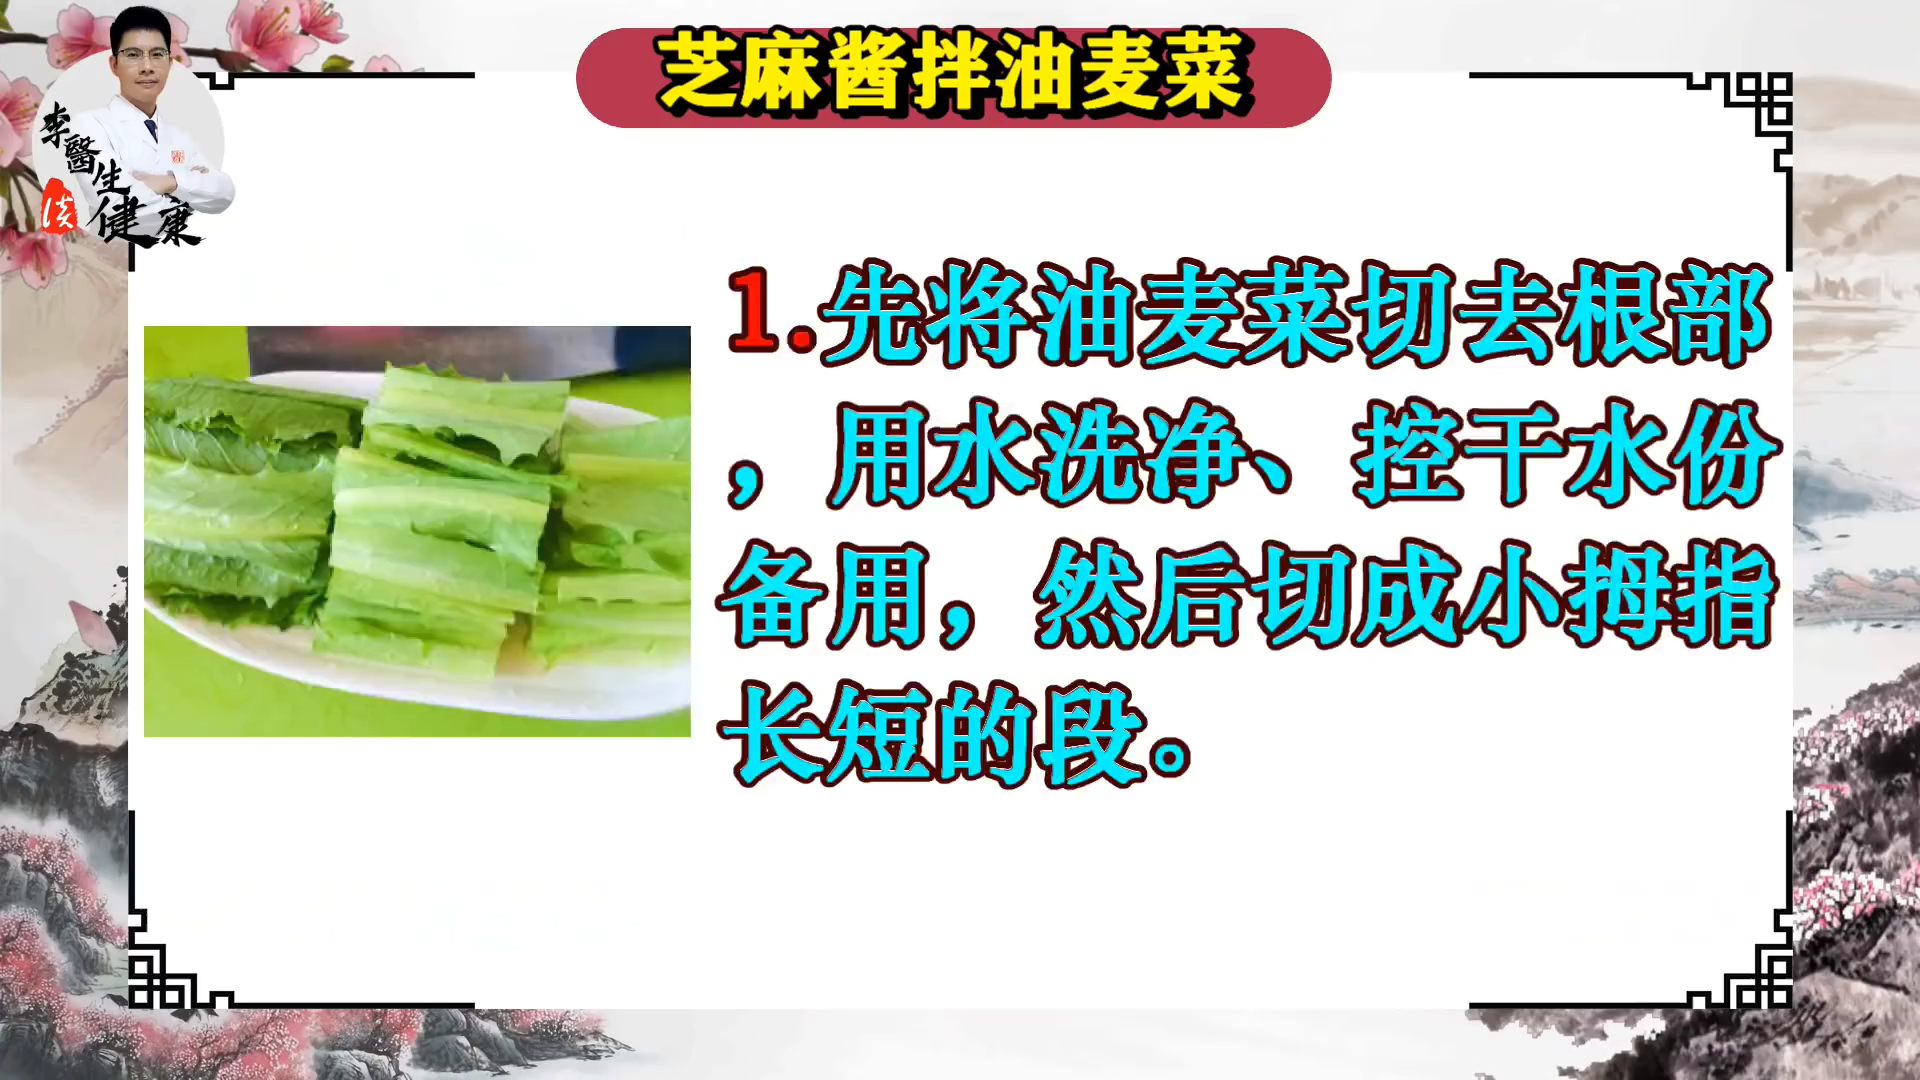 芝麻酱拌油麦菜
李醫生
谈健康
1.先将油麦菜切去根部
，用水洗净、控干水份
备用，然后切成小拇指
长短的段。